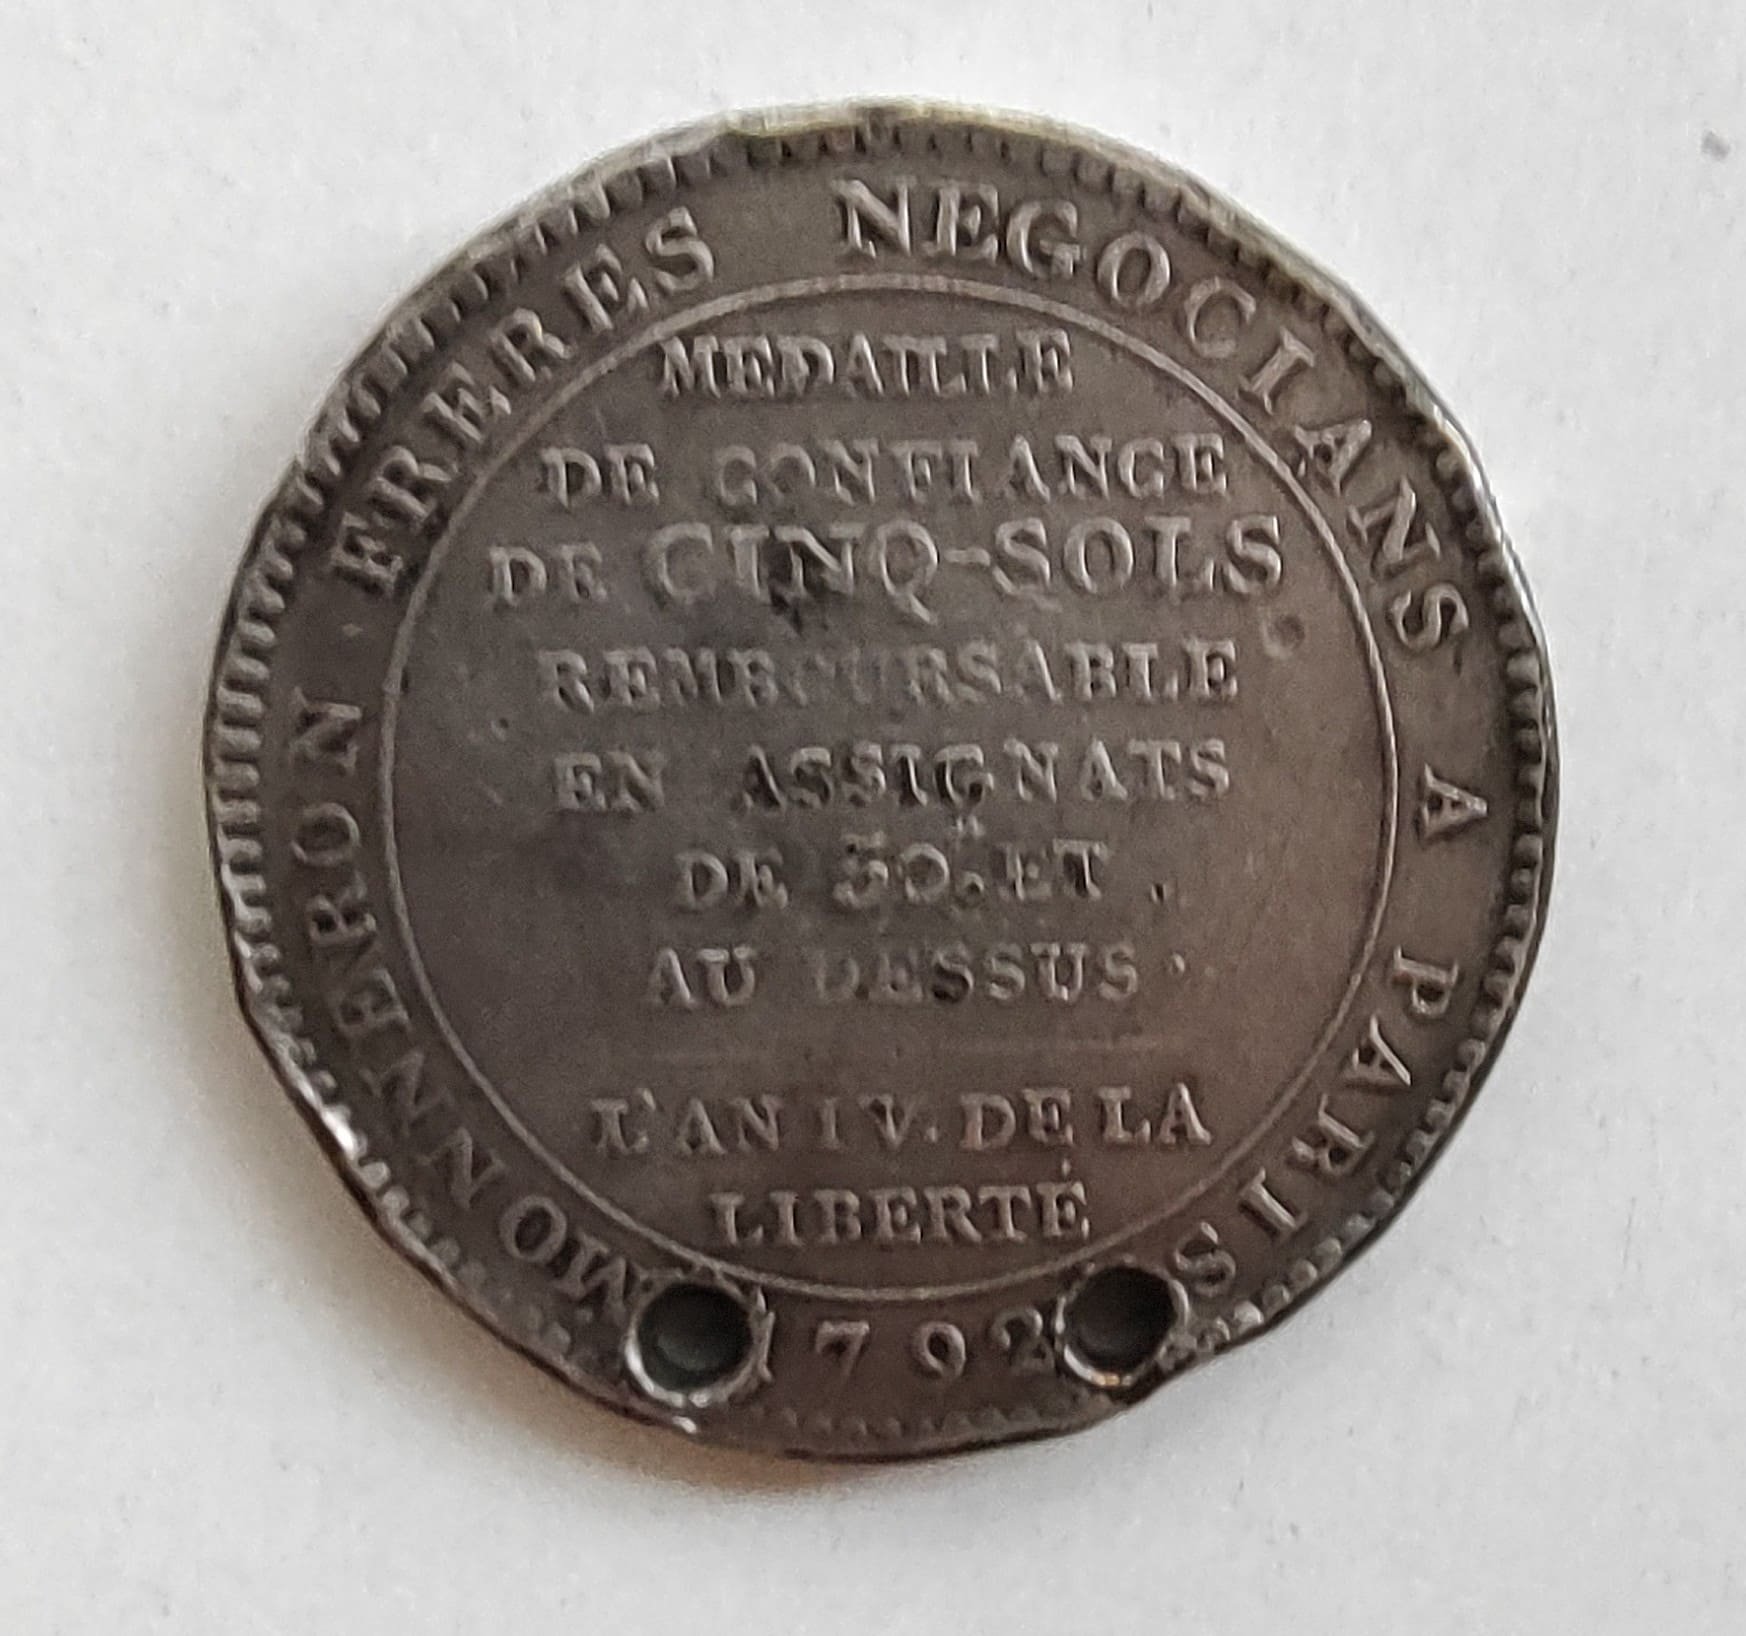 MONNERON FRERES NEGOCIANS A PARIS
1792
MEDAILLE
DE CONFIANCE
DE CINQ-SOLS
REMBOURSABLE
EN ASSIGNATS
DE 50.ᴴ ET
AU DESSUS.
L'AN IV. DE LA
LIBERTÉ